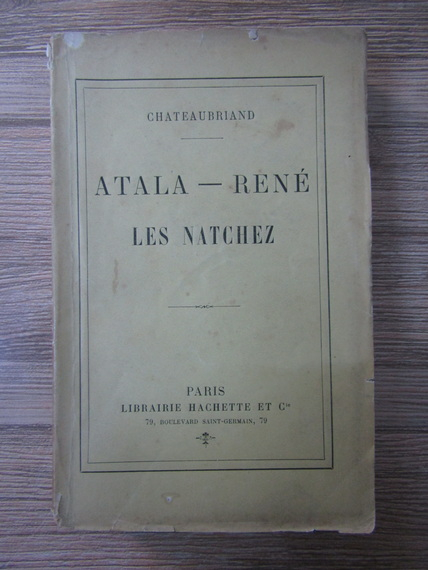 CHATEAUBRIAND
ATALA — RENÉ
LES NATCHEZ
PARIS
LIBRAIRIE HACHETTE ET Cie
79, BOULEVARD SAINT-GERMAIN, 79